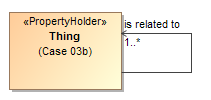 «PropertyHolder»
Thing
(Case 03b)
is related to
1..*